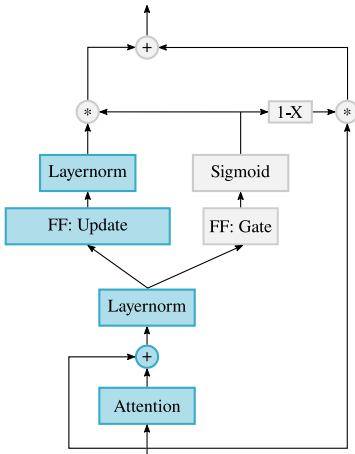 +
* 1-X *
Layernorm Sigmoid
FF: Update FF: Gate
Layernorm
+
Attention